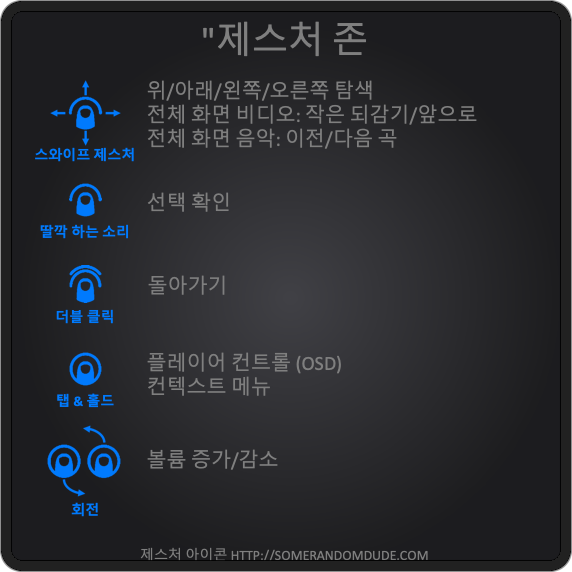 "제스처 존
위/아래/왼쪽/오른쪽 탐색
전체 화면 비디오: 작은 되감기/앞으로
전체 화면 음악: 이전/다음 곡
스와이프 제스처
선택 확인
딸깍 하는 소리
돌아가기
더블 클릭
플레이어 컨트롤 (OSD)
컨텍스트 메뉴
탭 & 홀드
볼륨 증가/감소
회전
제스처 아이콘 HTTP://SOMERANDOMDUDE.COM